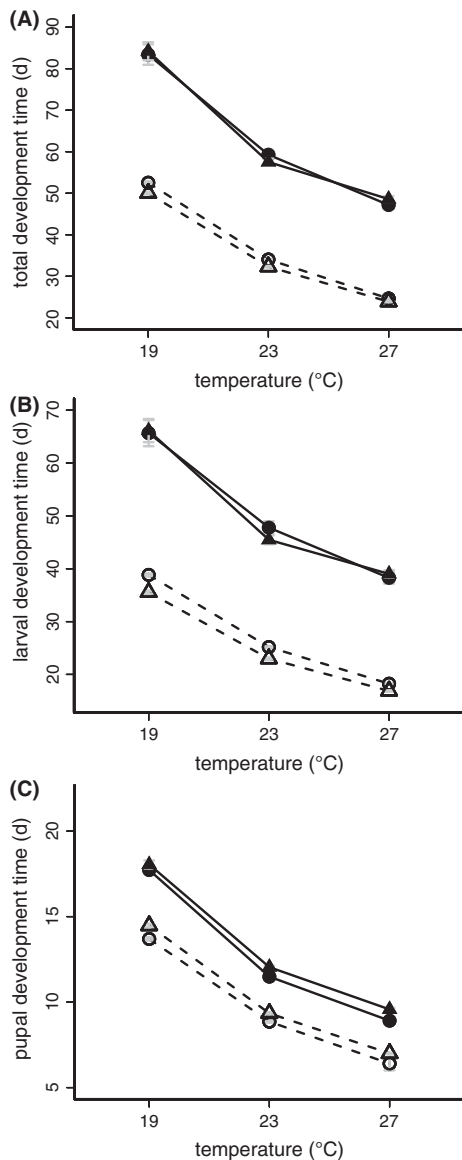 (A)
total development time (d)
90
80
70
60
50
40
30
20
19 23 27
temperature (°C)
(B)
larval development time (d)
70
60
50
40
30
20
19 23 27
temperature (°C)
(C)
pupal development time (d)
20
15
10
5
19 23 27
temperature (°C)